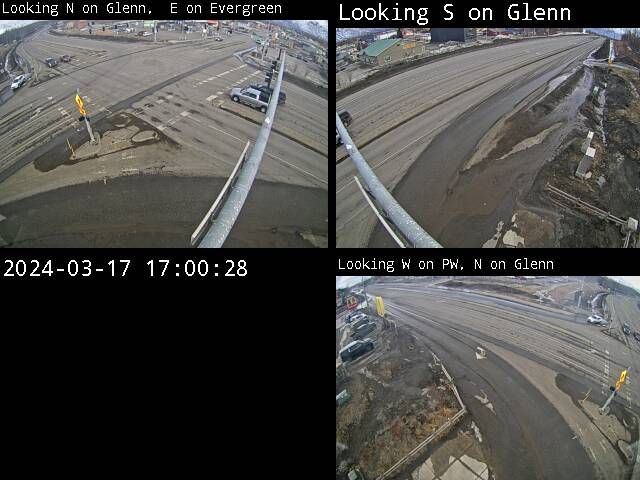 Looking N on Glenn, E on Evergreen
Looking S on Glenn
2024-03-17 17:00:28
Looking W on PW, N on Glenn